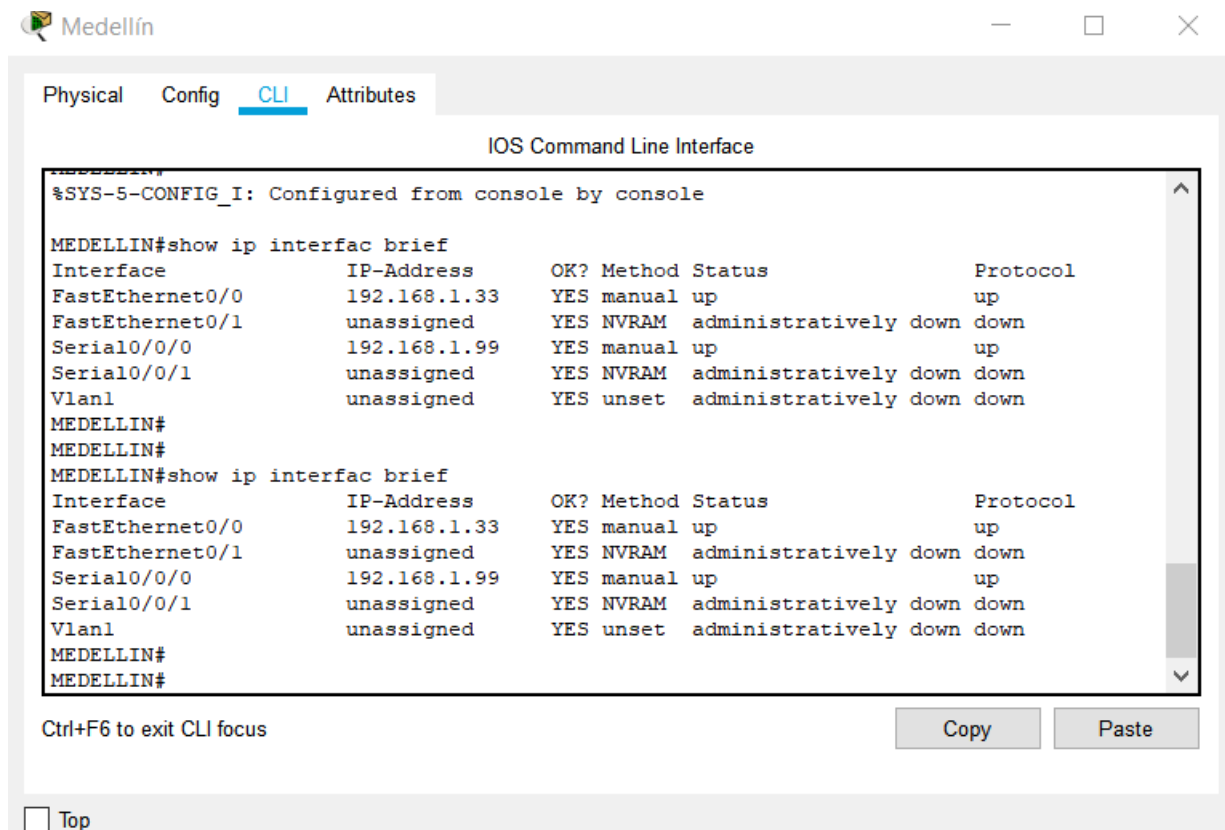 Medellín
Physical Config CLI Attributes
IOS Command Line Interface
MEDELLIN#
%SYS-5-CONFIG_I: Configured from console by console
MEDELLIN#show ip interfac brief
Interface IP-Address OK? Method Status Protocol
FastEthernet0/0 192.168.1.33 YES manual up up
FastEthernet0/1 unassigned YES NVRAM administratively down down
Serial0/0/0 192.168.1.99 YES manual up up
Serial0/0/1 unassigned YES NVRAM administratively down down
Vlan1 unassigned YES unset administratively down down
MEDELLIN#
MEDELLIN#
MEDELLIN#show ip interfac brief
Interface IP-Address OK? Method Status Protocol
FastEthernet0/0 192.168.1.33 YES manual up up
FastEthernet0/1 unassigned YES NVRAM administratively down down
Serial0/0/0 192.168.1.99 YES manual up up
Serial0/0/1 unassigned YES NVRAM administratively down down
Vlan1 unassigned YES unset administratively down down
MEDELLIN#
MEDELLIN#
Ctrl+F6 to exit CLI focus Copy Paste
Top